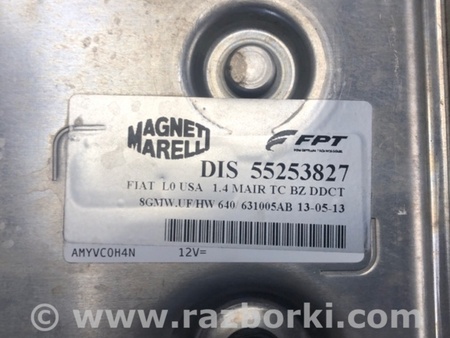 MAGNETI MARELLI
FPT
DIS 55253827
FIAT L0 USA 1.4 MAIR TC BZ DDCT
8GMW.UF/HW 640/ 631005AB 13-05-13
AMYVC0H4N 12V=
© www.razborki.com